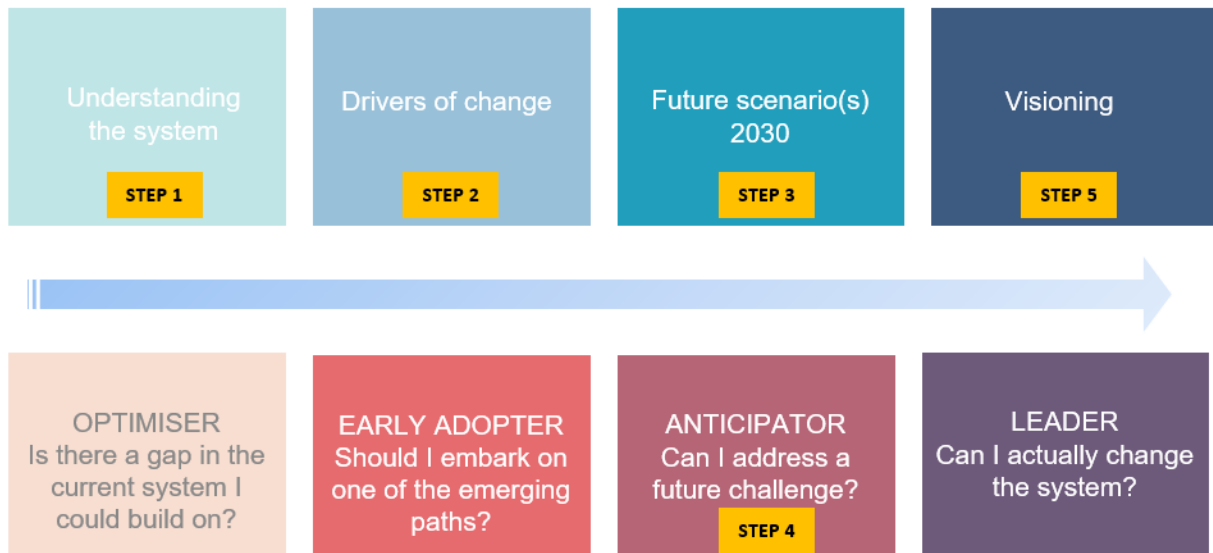 Understanding
the system
STEP 1
Drivers of change
STEP 2
Future scenario(s)
2030
STEP 3
Visioning
STEP 5
OPTIMISER
Is there a gap in the
current system I
could build on?
EARLY ADOPTER
Should I embark on
one of the emerging
paths?
ANTICIPATOR
Can I address a
future challenge?
STEP 4
LEADER
Can I actually change
the system?